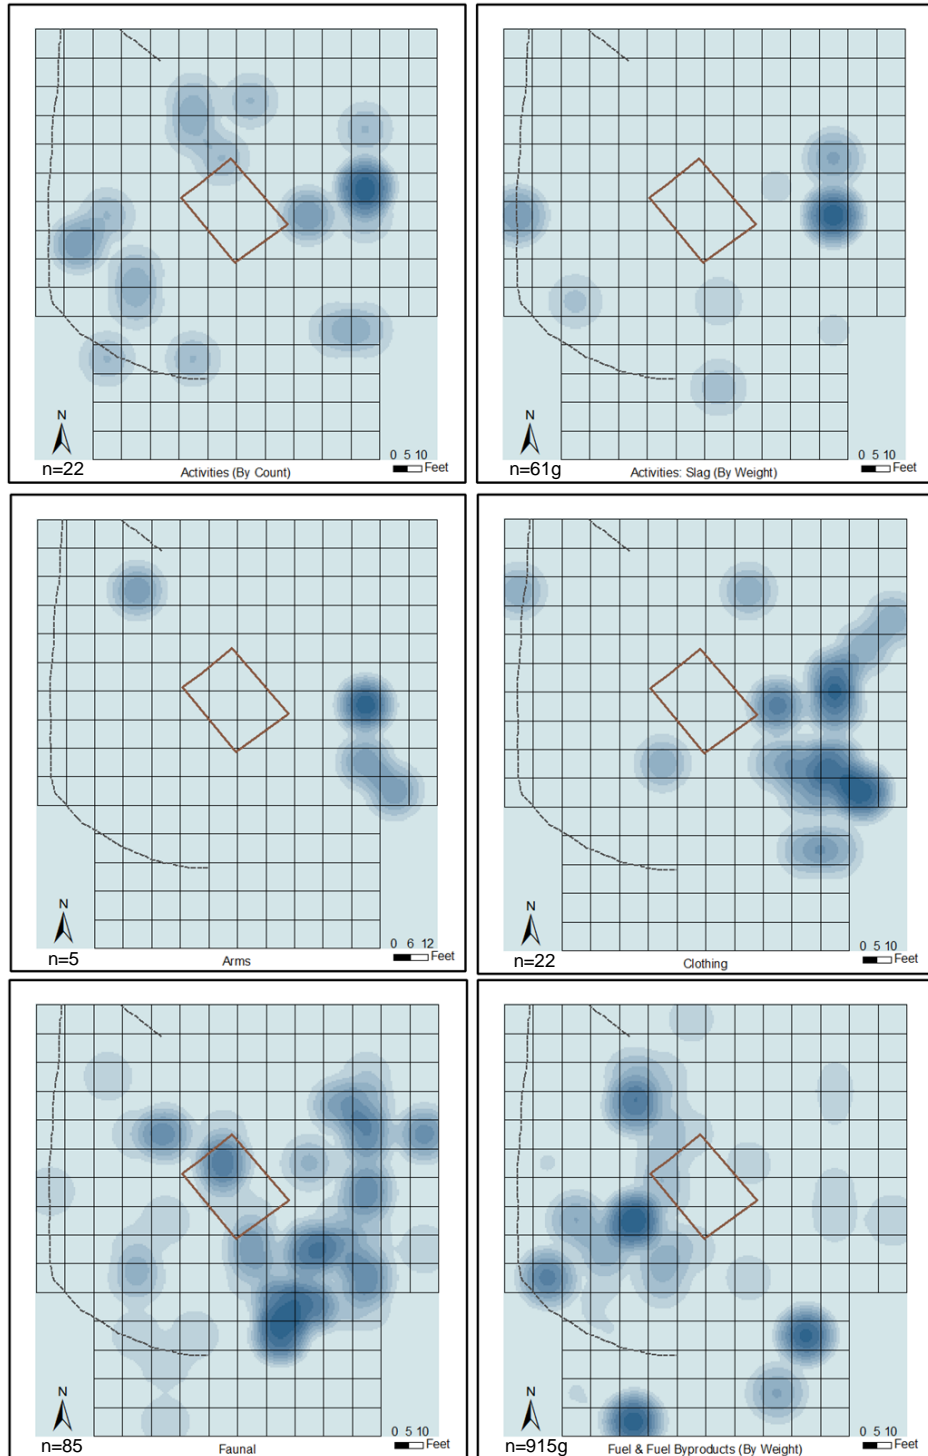 N
n=22
Activities (By Count)
0 5 10
Feet
N
n=61g
Activities: Slag (By Weight)
0 5 10
Feet
N
n=5
Arms
0 6 12
Feet
N
n=22
Clothing
0 5 10
Feet
N
n=85
Faunal
0 5 10
Feet
N
n=915g
Fuel & Fuel Byproducts (By Weight)
0 5 10
Feet